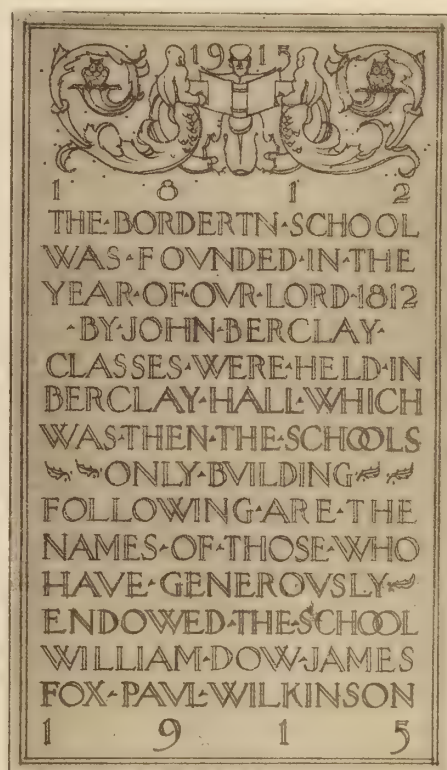 1915
1 8 1 2
THE·BORDERTN·SCHOOL
WAS·FOVNDED·IN·THE
YEAR·OF·OVR·LORD·1812
·BY·JOHN·BERCLAY·
CLASSES·WERE·HELD·IN
BERCLAY·HALL·WHICH
WAS·THEN·THE·SCHOOLS
ONLY·BVILDING
FOLLOWING·ARE·THE
NAMES·OF·THOSE·WHO
HAVE·GENEROVSLY
ENDOWED·THE·SCHOOL
WILLIAM·DOW·JAMES
FOX·PAVL·WILKINSON
1 9 1 5